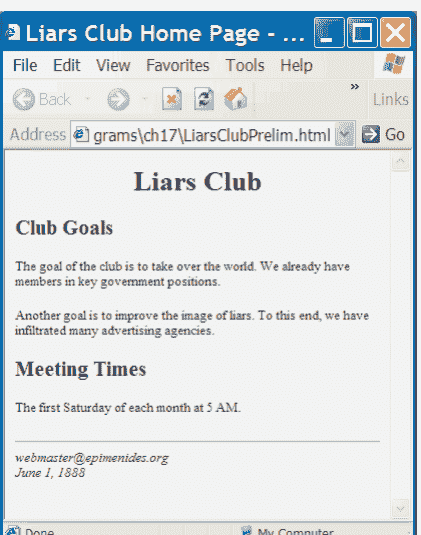 Liars Club Home Page - ...
File Edit View Favorites Tools Help
Back » Links
Address grams\ch17\LiarsClubPrelim.html Go
Liars Club
Club Goals
The goal of the club is to take over the world. We already have
members in key government positions.
Another goal is to improve the image of liars. To this end, we have
infiltrated many advertising agencies.
Meeting Times
The first Saturday of each month at 5 AM.
webmaster@epimenides.org
June 1, 1888
Done My Computer